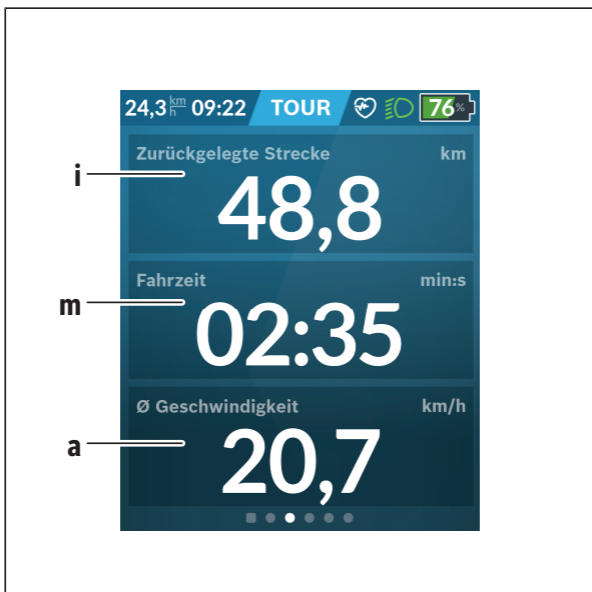 24,3 km/h 09:22 TOUR 76%
i
Zurückgelegte Strecke km
48,8
m
Fahrzeit min:s
02:35
a
Ø Geschwindigkeit km/h
20,7